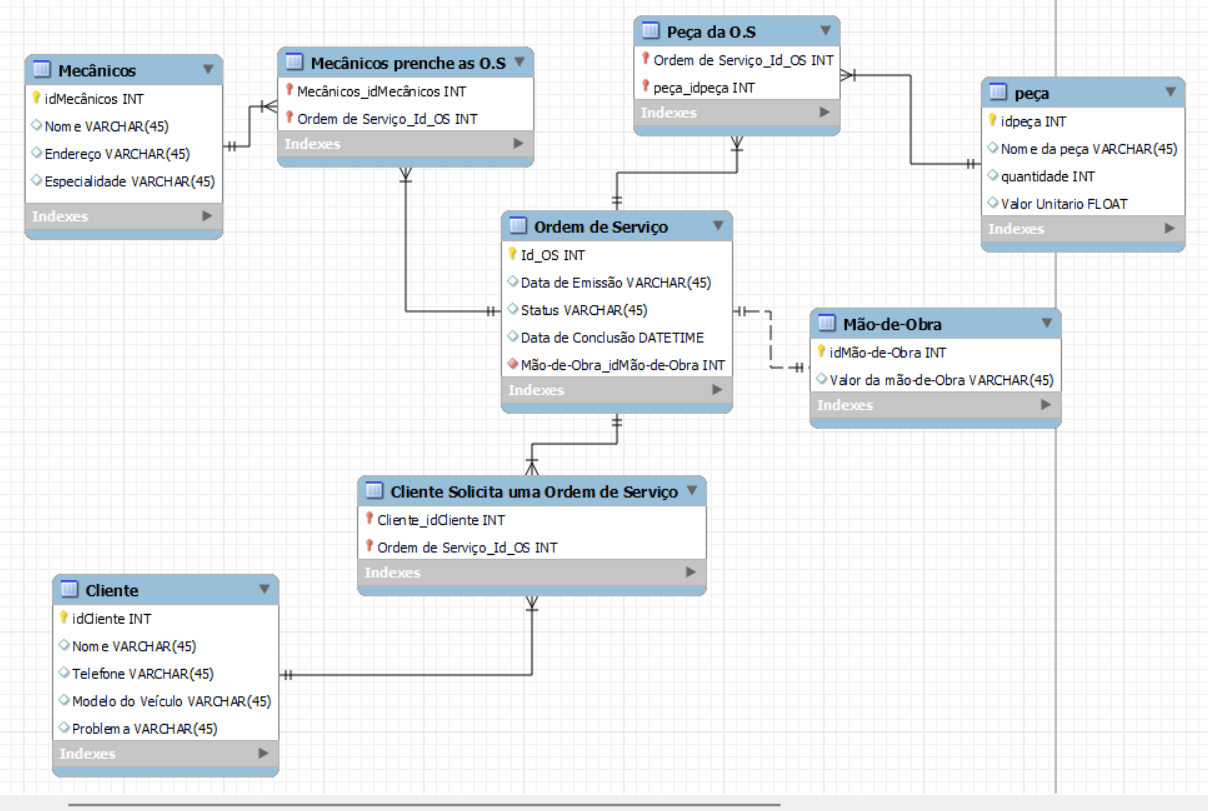 Mecânicos
idMecânicos INT
Nome VARCHAR(45)
Endereço VARCHAR(45)
Especialidade VARCHAR(45)
Indexes
Mecânicos prenche as O.S
Mecânicos_idMecânicos INT
Ordem de Serviço_Id_OS INT
Indexes
Peça da O.S
Ordem de Serviço_Id_OS INT
peça_idpeça INT
Indexes
peça
idpeça INT
Nome da peça VARCHAR(45)
quantidade INT
Valor Unitario FLOAT
Indexes
Ordem de Serviço
Id_OS INT
Data de Emissão VARCHAR(45)
Status VARCHAR(45)
Data de Conclusão DATETIME
Mão-de-Obra_idMão-de-Obra INT
Indexes
Mão-de-Obra
idMão-de-Obra INT
Valor da mão-de-Obra VARCHAR(45)
Indexes
Cliente Solicita uma Ordem de Serviço
Cliente_idCliente INT
Ordem de Serviço_Id_OS INT
Indexes
Cliente
idCliente INT
Nome VARCHAR(45)
Telefone VARCHAR(45)
Modelo do Veículo VARCHAR(45)
Problema VARCHAR(45)
Indexes